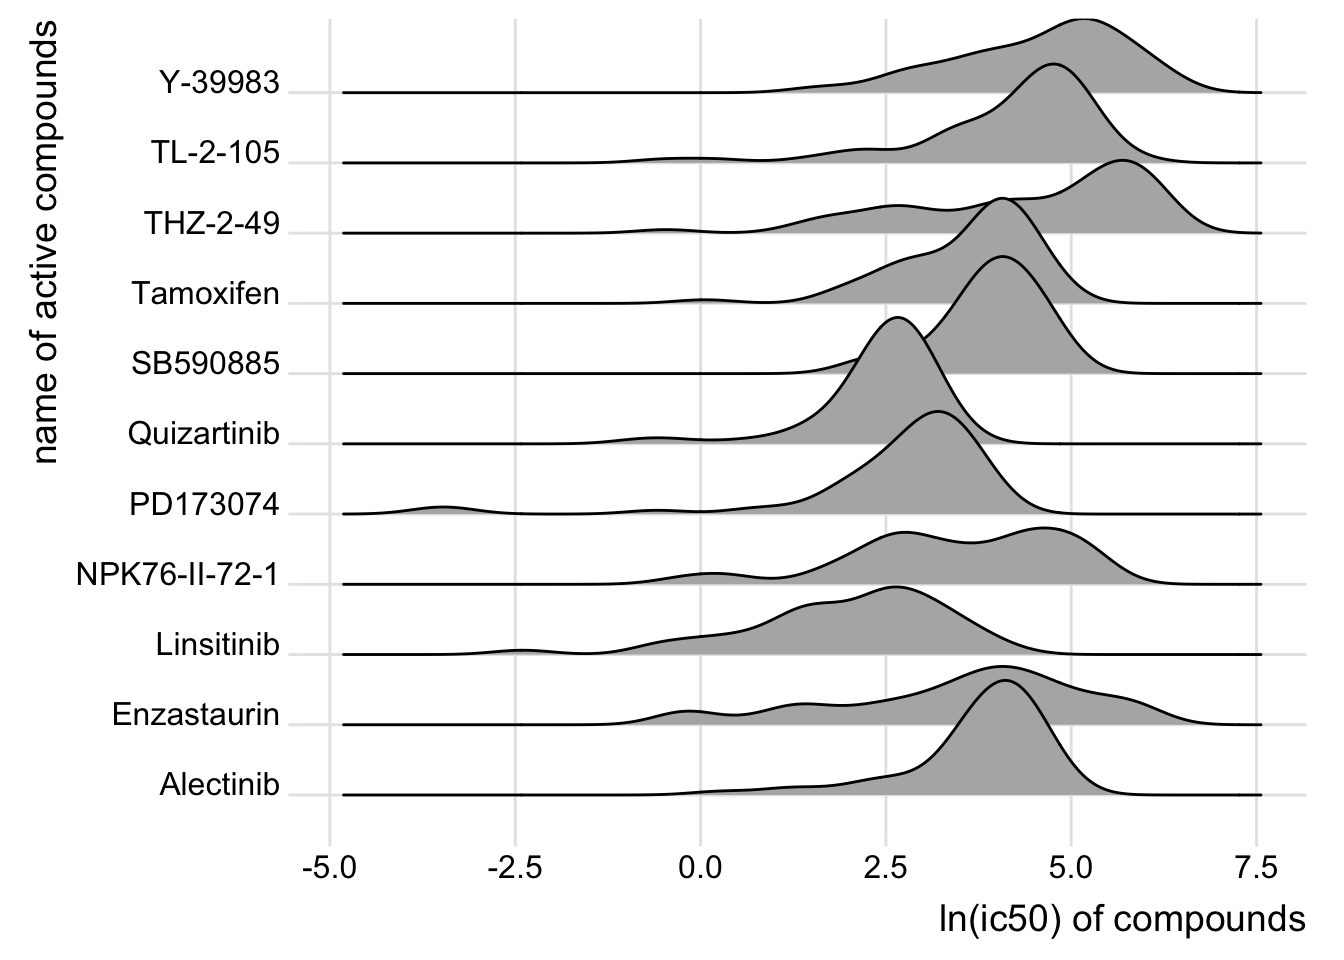 name of active compounds
Y-39983
TL-2-105
THZ-2-49
Tamoxifen
SB590885
Quizartinib
PD173074
NPK76-II-72-1
Linsitinib
Enzastaurin
Alectinib
-5.0 -2.5 0.0 2.5 5.0 7.5
ln(ic50) of compounds